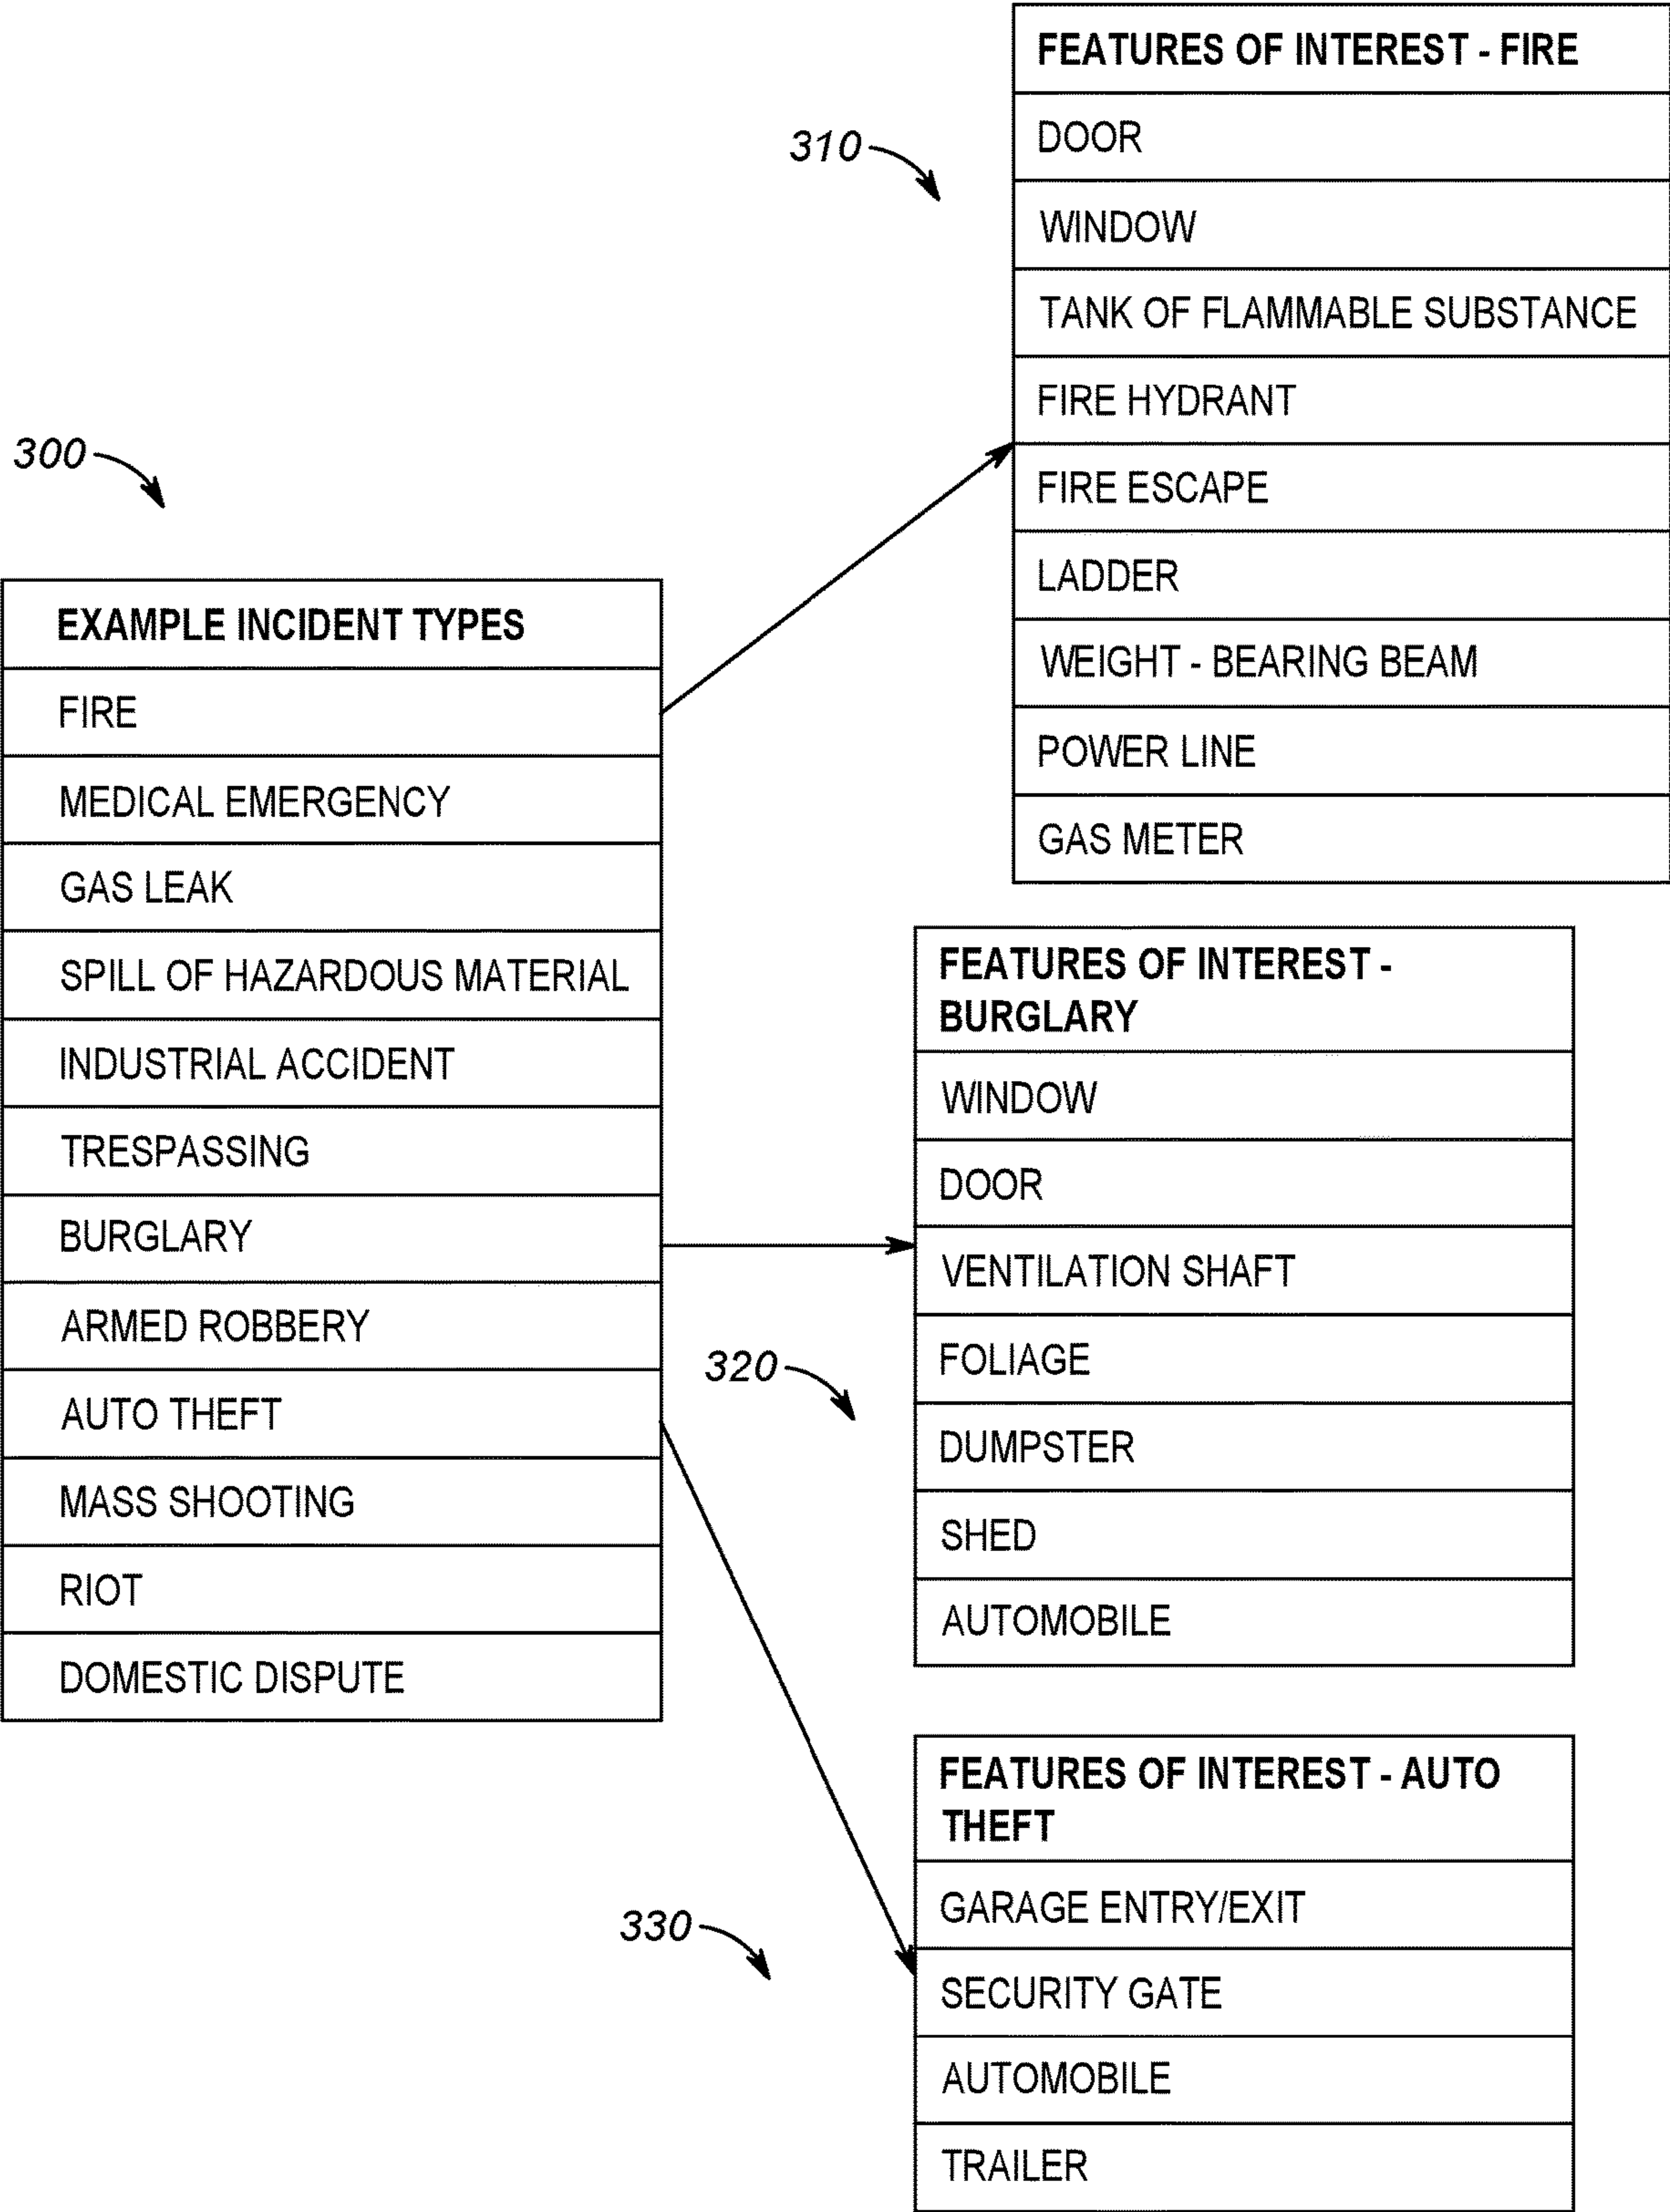 300
EXAMPLE INCIDENT TYPES
FIRE
MEDICAL EMERGENCY
GAS LEAK
SPILL OF HAZARDOUS MATERIAL
INDUSTRIAL ACCIDENT
TRESPASSING
BURGLARY
ARMED ROBBERY
AUTO THEFT
MASS SHOOTING
RIOT
DOMESTIC DISPUTE
310
FEATURES OF INTEREST - FIRE
DOOR
WINDOW
TANK OF FLAMMABLE SUBSTANCE
FIRE HYDRANT
FIRE ESCAPE
LADDER
WEIGHT - BEARING BEAM
POWER LINE
GAS METER
320
FEATURES OF INTEREST -
BURGLARY
WINDOW
DOOR
VENTILATION SHAFT
FOLIAGE
DUMPSTER
SHED
AUTOMOBILE
330
FEATURES OF INTEREST - AUTO
THEFT
GARAGE ENTRY/EXIT
SECURITY GATE
AUTOMOBILE
TRAILER